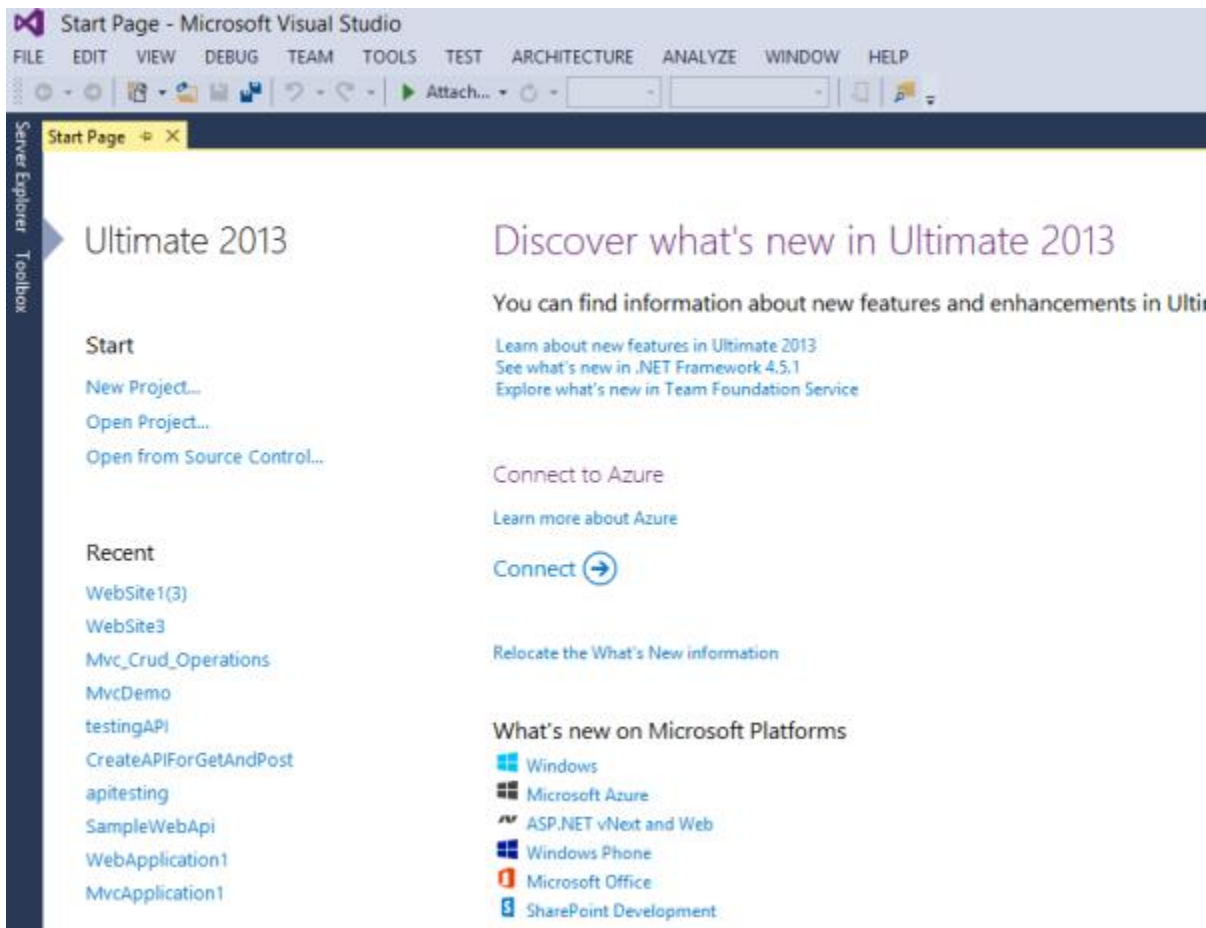 Start Page - Microsoft Visual Studio
FILE EDIT VIEW DEBUG TEAM TOOLS TEST ARCHITECTURE ANALYZE WINDOW HELP
Attach...
Server Explorer
Toolbox
Start Page
Ultimate 2013
Start
New Project...
Open Project...
Open from Source Control...
Recent
WebSite1(3)
WebSite3
Mvc_Crud_Operations
MvcDemo
testingAPI
CreateAPIForGetAndPost
apitesting
SampleWebApi
WebApplication1
MvcApplication1
Discover what's new in Ultimate 2013
You can find information about new features and enhancements in Ulti
Learn about new features in Ultimate 2013
See what's new in .NET Framework 4.5.1
Explore what's new in Team Foundation Service
Connect to Azure
Learn more about Azure
Connect
Relocate the What's New information
What's new on Microsoft Platforms
Windows
Microsoft Azure
ASP.NET vNext and Web
Windows Phone
Microsoft Office
SharePoint Development